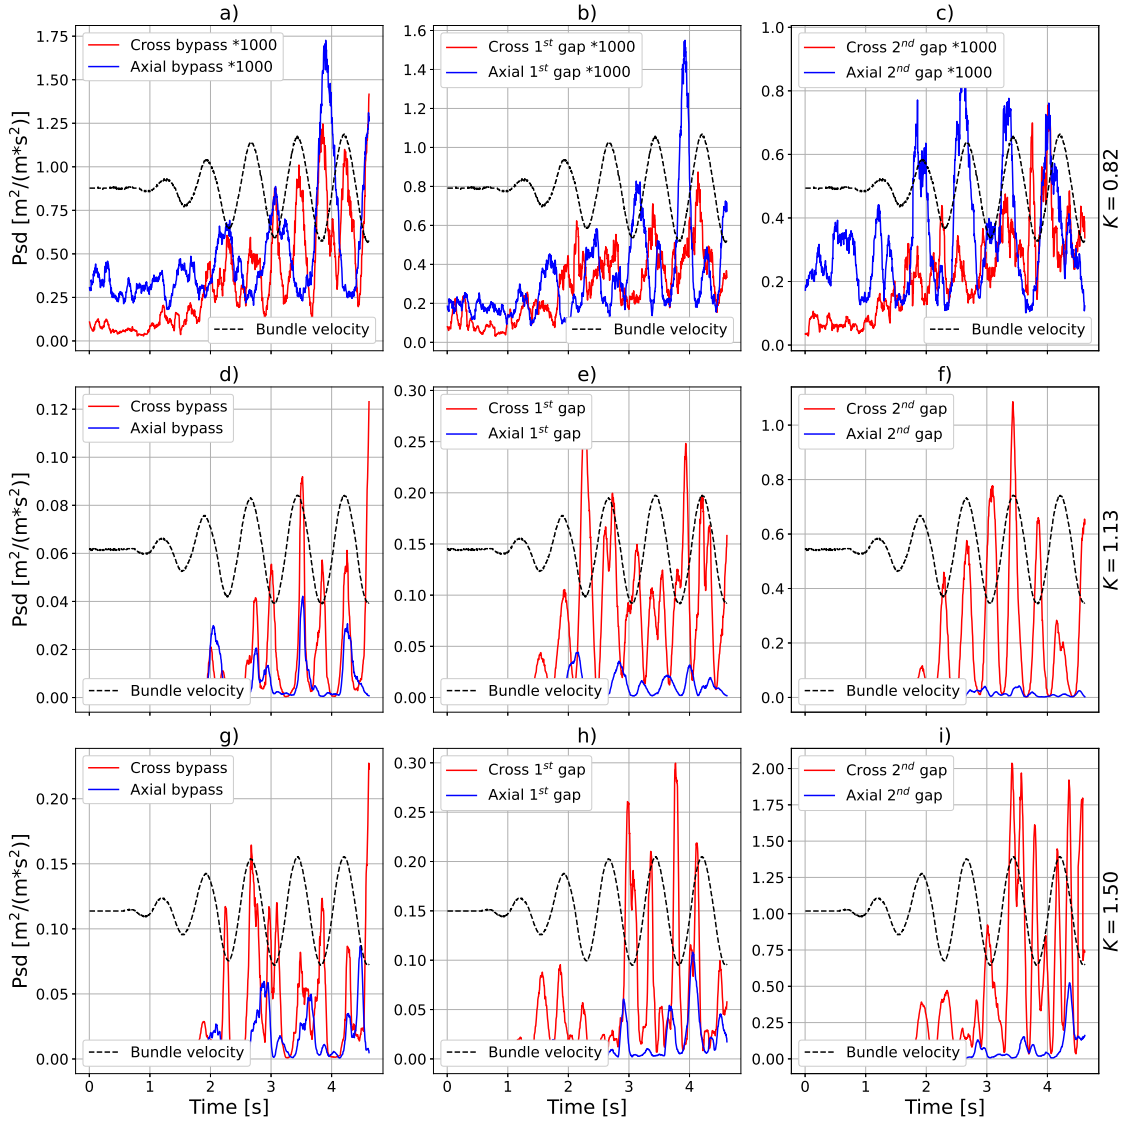 a)
Psd [m²/(m*s²)]
1.75
1.50
1.25
1.00
0.75
0.50
0.25
0.00
Cross bypass *1000
Axial bypass *1000
Bundle velocity
b)
1.6
1.4
1.2
1.0
0.8
0.6
0.4
0.2
0.0
Cross 1st gap *1000
Axial 1st gap *1000
Bundle velocity
c)
1.0
0.8
0.6
0.4
0.2
0.0
Cross 2nd gap *1000
Axial 2nd gap *1000
Bundle velocity
K = 0.82
d)
Psd [m²/(m*s²)]
0.12
0.10
0.08
0.06
0.04
0.02
0.00
Cross bypass
Axial bypass
Bundle velocity
e)
0.30
0.25
0.20
0.15
0.10
0.05
0.00
Cross 1st gap
Axial 1st gap
Bundle velocity
f)
1.0
0.8
0.6
0.4
0.2
0.0
Cross 2nd gap
Axial 2nd gap
Bundle velocity
K = 1.13
g)
Psd [m²/(m*s²)]
0.20
0.15
0.10
0.05
0.00
Cross bypass
Axial bypass
Bundle velocity
0 1 2 3 4
Time [s]
h)
0.30
0.25
0.20
0.15
0.10
0.05
0.00
Cross 1st gap
Axial 1st gap
Bundle velocity
0 1 2 3 4
Time [s]
i)
2.00
1.75
1.50
1.25
1.00
0.75
0.50
0.25
0.00
Cross 2nd gap
Axial 2nd gap
Bundle velocity
0 1 2 3 4
Time [s]
K = 1.50